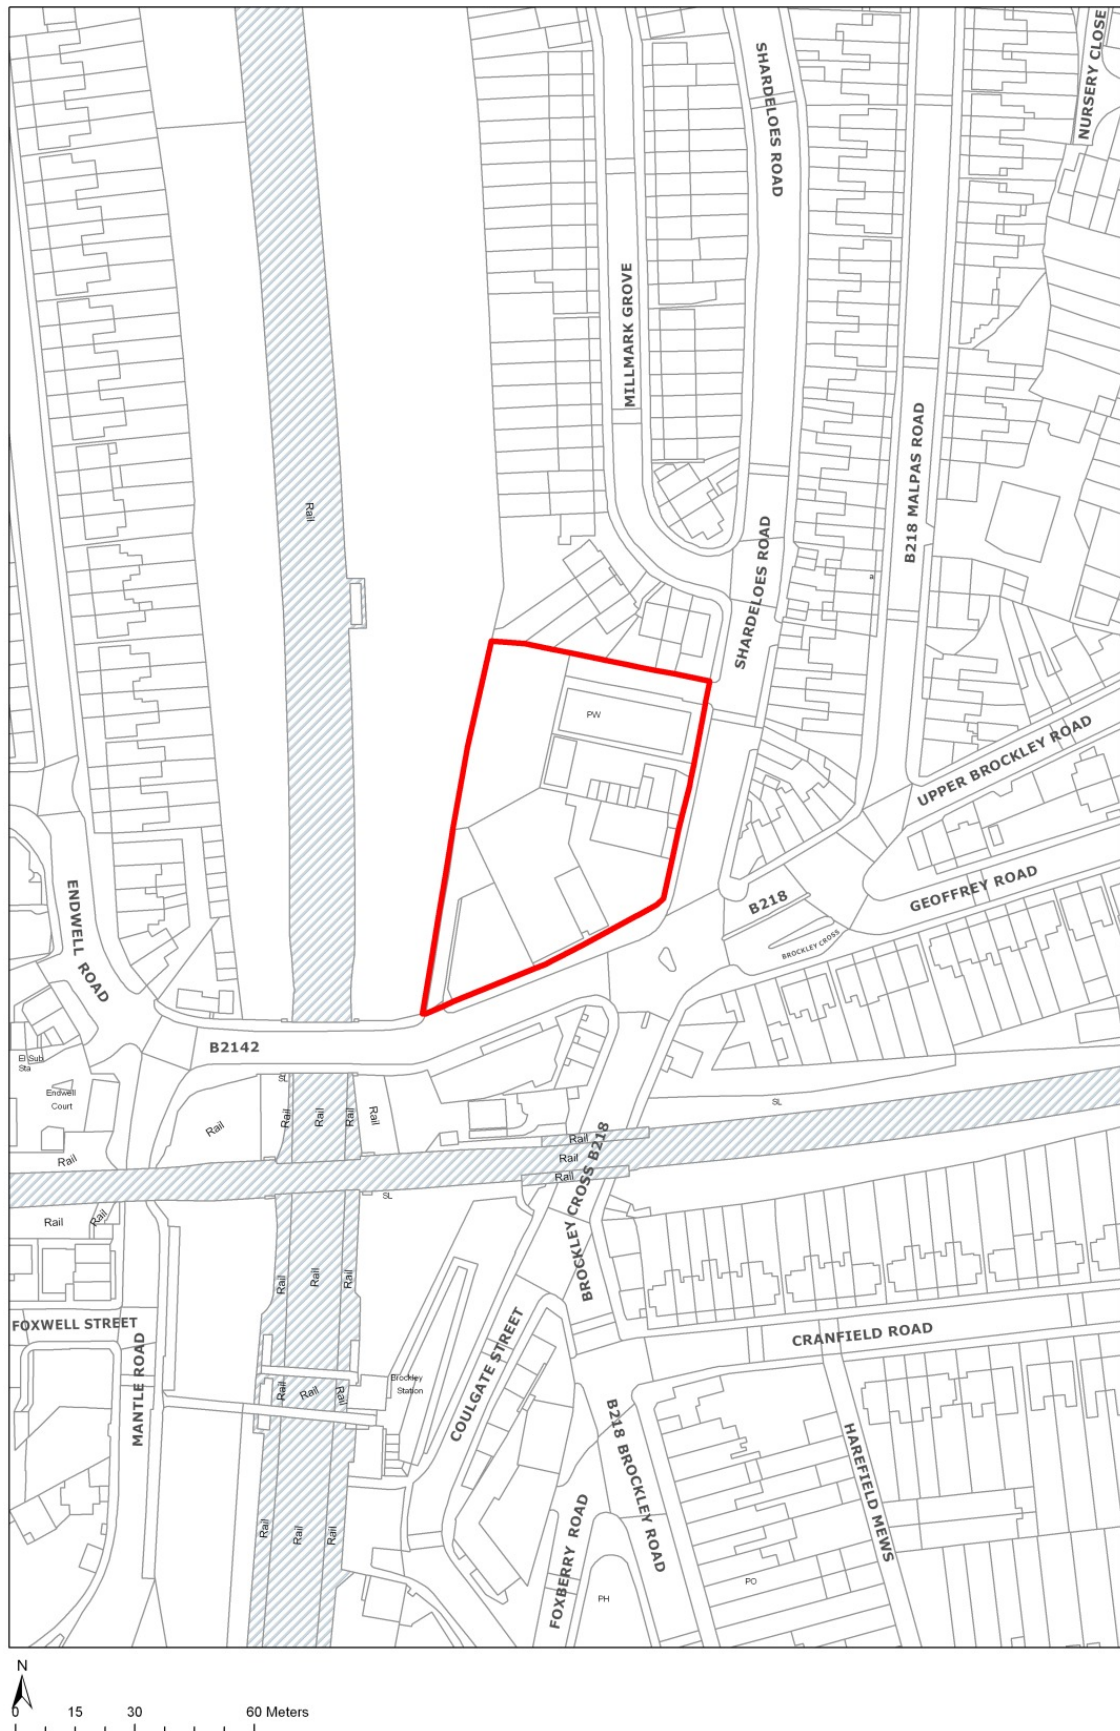 NURSERY CLOSE
SHARDELOES ROAD
MILLMARK GROVE
B218 MALPAS ROAD
Rail
SHARDELOES ROAD
PW
UPPER BROCKLEY ROAD
GEOFFREY ROAD
B218
BROCKLEY CROSS
ENDWELL ROAD
B2142
El Sub
Sta
Endwell
Court
SL
Rail
Rail
Rail
Rail
Rail
SL
Rail
Rail
Rail
Rail
SL
Rail
Rail
BROCKLEY CROSS B218
Rail
Rail
Rail
FOXWELL STREET
MANTLE ROAD
CRANFIELD ROAD
COULGATE STREET
Brockley
Station
Rail
Rail
Rail
B218 BROCKLEY ROAD
HAREFIELD MEWS
FOXBERRY ROAD
Rail
Rail
Rail
PO
PH
N
0 15 30 60 Meters